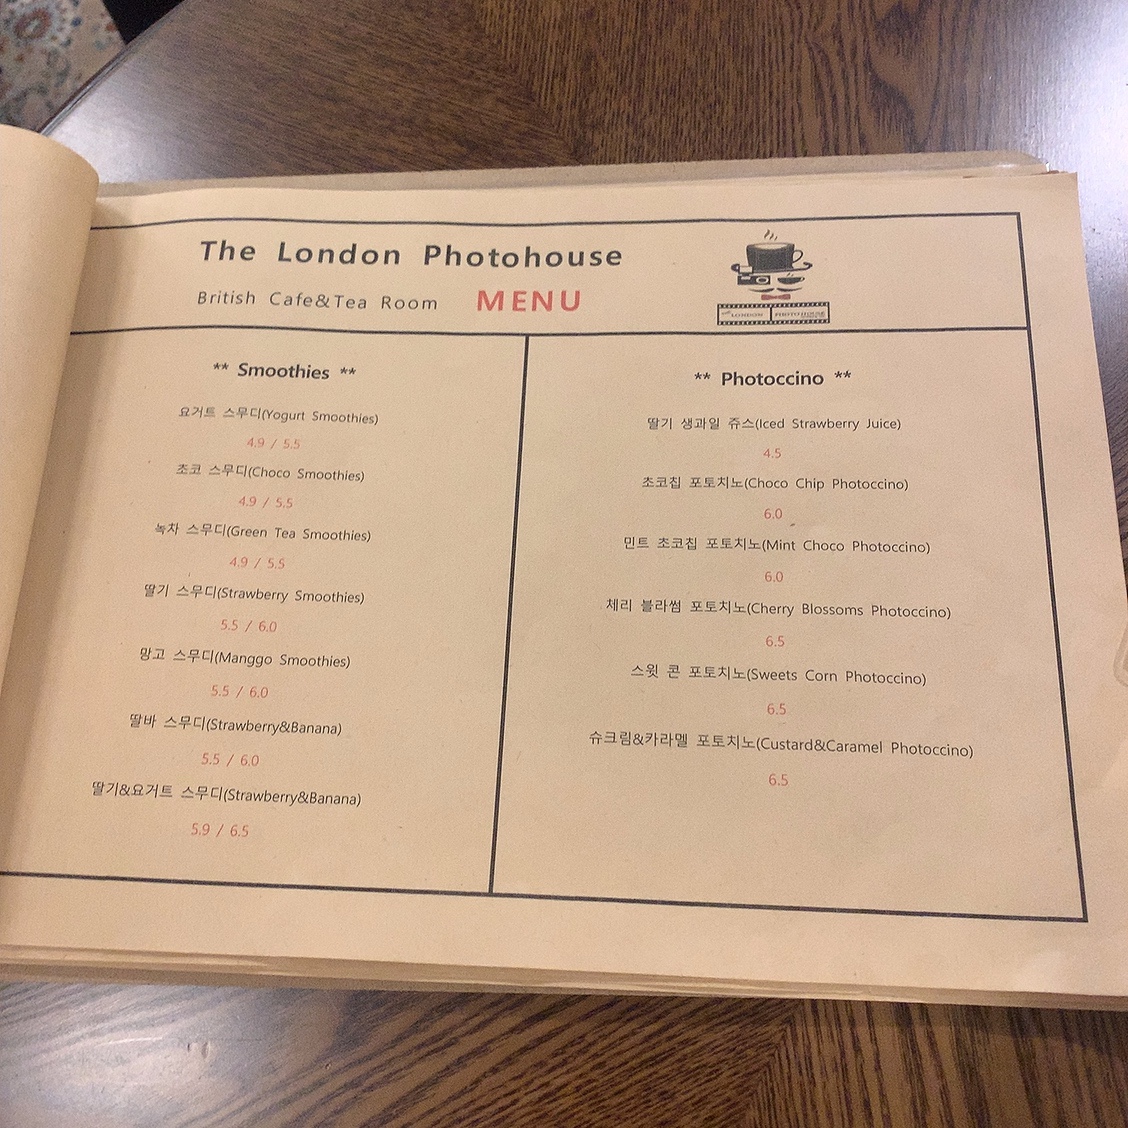 The London Photohouse
British Cafe&Tea Room MENU
LONDON PHOTOHOUSE
** Smoothies **
요거트 스무디(Yogurt Smoothies)
4.9 / 5.5
초코 스무디(Choco Smoothies)
4.9 / 5.5
녹차 스무디(Green Tea Smoothies)
4.9 / 5.5
딸기 스무디(Strawberry Smoothies)
5.5 / 6.0
망고 스무디(Manggo Smoothies)
5.5 / 6.0
딸바 스무디(Strawberry&Banana)
5.5 / 6.0
딸기&요거트 스무디(Strawberry&Banana)
5.9 / 6.5
** Photoccino **
딸기 생과일 쥬스(Iced Strawberry Juice)
4.5
초코칩 포토치노(Choco Chip Photoccino)
6.0
민트 초코칩 포토치노(Mint Choco Photoccino)
6.0
체리 블라썸 포토치노(Cherry Blossoms Photoccino)
6.5
스윗 콘 포토치노(Sweets Corn Photoccino)
6.5
슈크림&카라멜 포토치노(Custard&Caramel Photoccino)
6.5